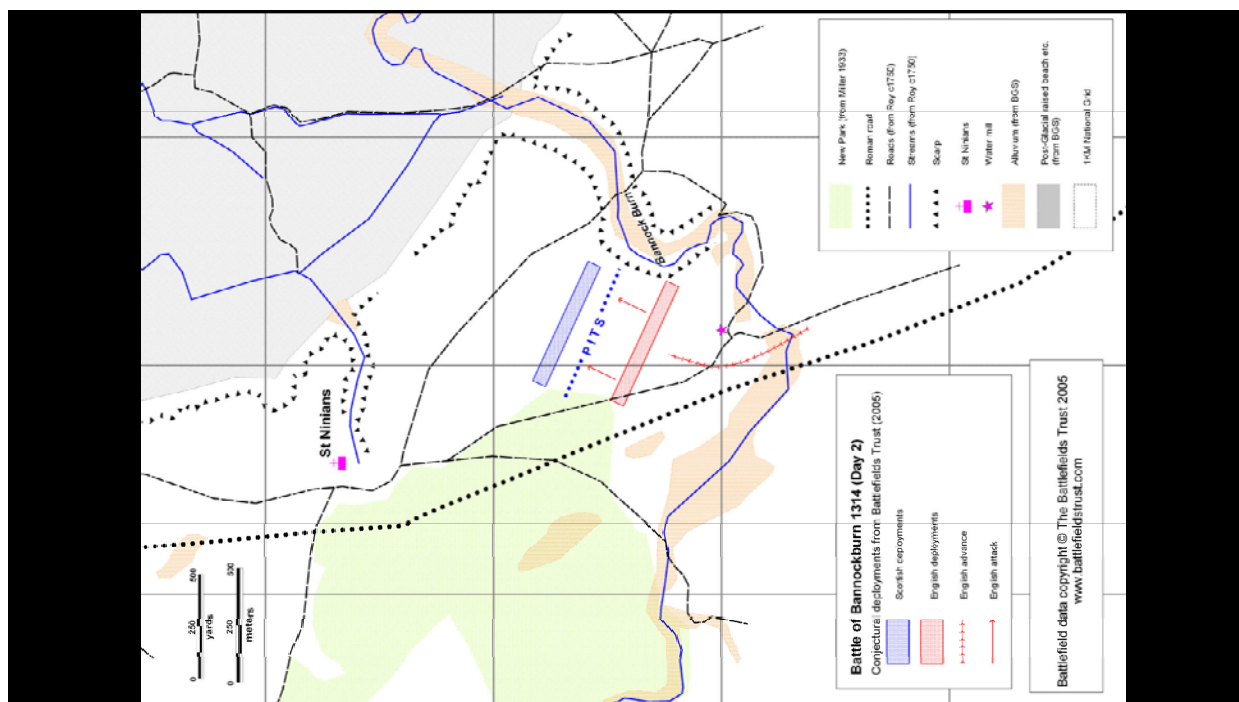 New Park (from Miller 1933)
Roman road
Roads (from Roy c1750)
Streams (from Roy c1750)
Scarp
St Ninians
Water mill
Alluvium (from BGS)
Post-Glacial raised beach etc.
(from BGS)
1KM National Grid
Bannock Burn
PITS
St Ninians
0 250 500
yards
0 250 500
meters
Battle of Bannockburn 1314 (Day 2)
Conjectural deployments from Battlefields Trust (2005)
Scottish deployments
English deployments
English advance
English attack
Battlefield data copyright © The Battlefields Trust 2005
www.battlefieldstrust.com